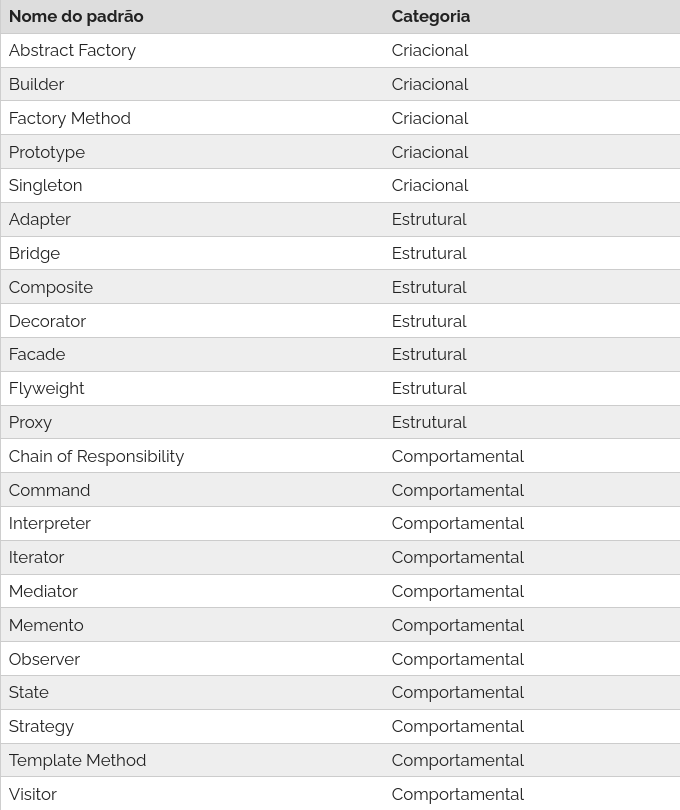 Nome do padrão Categoria
Abstract Factory Criacional
Builder Criacional
Factory Method Criacional
Prototype Criacional
Singleton Criacional
Adapter Estrutural
Bridge Estrutural
Composite Estrutural
Decorator Estrutural
Facade Estrutural
Flyweight Estrutural
Proxy Estrutural
Chain of Responsibility Comportamental
Command Comportamental
Interpreter Comportamental
Iterator Comportamental
Mediator Comportamental
Memento Comportamental
Observer Comportamental
State Comportamental
Strategy Comportamental
Template Method Comportamental
Visitor Comportamental